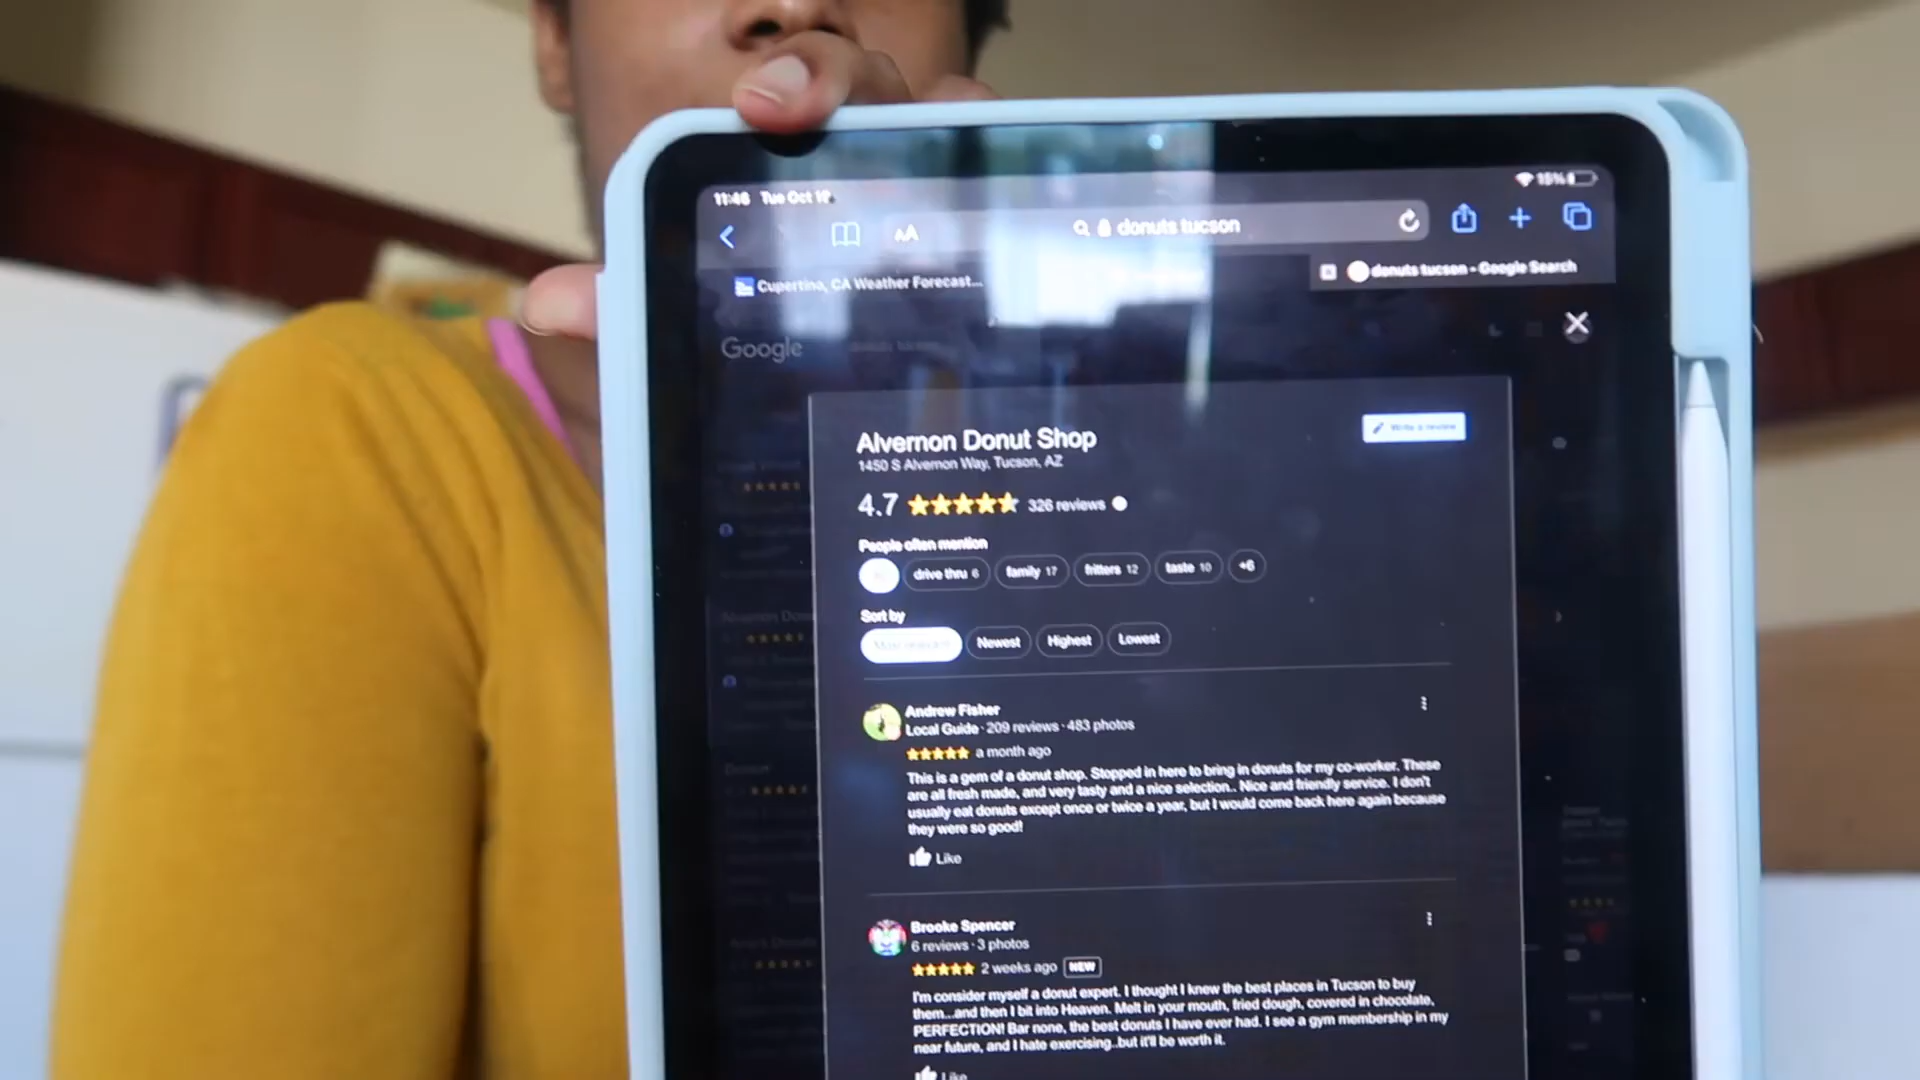 11:46 Tue Oct 15%
AA donuts tucson
Cupertino, CA Weather Forecast...
donuts tucson - Google Search
Google donuts tucson
Alvernon Donut Shop
Write a review
1450 S Alvernon Way, Tucson, AZ
4.7 326 reviews
People often mention
drive thru 6 family 17 fritters 12 taste 10 +6
Sort by
Most relevant Newest Highest Lowest
Andrew Fisher
Local Guide · 209 reviews · 483 photos
a month ago
This is a gem of a donut shop. Stopped in here to bring in donuts for my co-worker. These
are all fresh made, and very tasty and a nice selection.. Nice and friendly service. I don't
usually eat donuts except once or twice a year, but I would come back here again because
they were so good!
Like
Brooke Spencer
6 reviews · 3 photos
2 weeks ago NEW
I'm consider myself a donut expert. I thought I knew the best places in Tucson to buy
them...and then I bit into Heaven. Melt in your mouth, fried dough, covered in chocolate,
PERFECTION! Bar none, the best donuts I have ever had. I see a gym membership in my
near future, and I hate exercising..but it'll be worth it.
Like